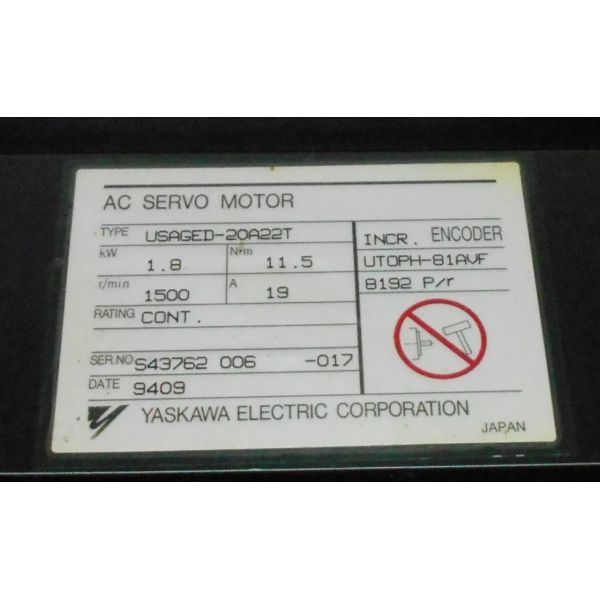 AC SERVO MOTOR
TYPE USAGED-20A22T
kW 1.8 N•m 11.5
r/min 1500 A 19
RATING CONT.
SER.NO S43762 006 -017
DATE 9409
INCR. ENCODER
UTOPH-81AVF
8192 P/r
YASKAWA ELECTRIC CORPORATION
JAPAN